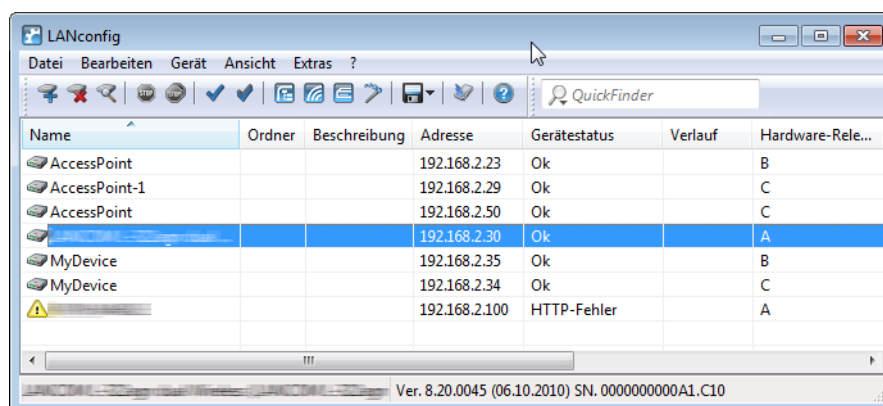 LANconfig
Datei Bearbeiten Gerät Ansicht Extras ?
QuickFinder
Name Ordner Beschreibung Adresse Gerätestatus Verlauf Hardware-Rele...
AccessPoint 192.168.2.23 Ok B
AccessPoint-1 192.168.2.29 Ok C
AccessPoint 192.168.2.50 Ok C
192.168.2.30 Ok A
MyDevice 192.168.2.35 Ok B
MyDevice 192.168.2.34 Ok C
192.168.2.100 HTTP-Fehler A
Ver. 8.20.0045 (06.10.2010) SN. 0000000000A1.C10